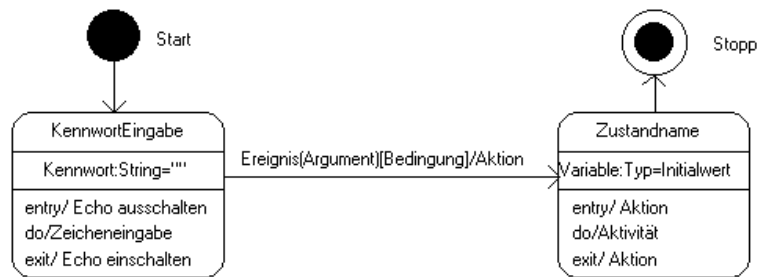 Start
Stopp
KennwortEingabe
Kennwort:String=""
entry/ Echo ausschalten
do/Zeicheneingabe
exit/ Echo einschalten
Ereignis(Argument)[Bedingung]/Aktion
Zustandname
Variable:Typ=Initialwert
entry/ Aktion
do/Aktivität
exit/ Aktion